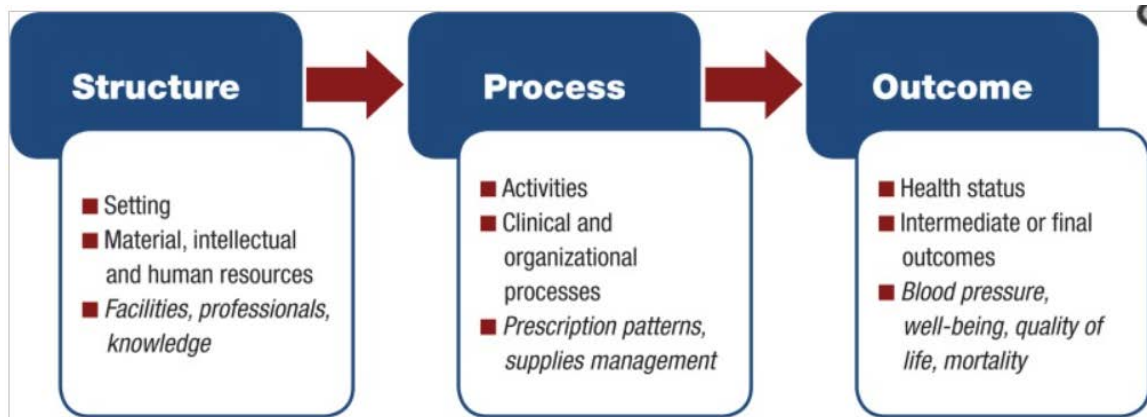 Structure
Process
Outcome
■ Setting
■ Material, intellectual
and human resources
■ Facilities, professionals,
knowledge
■ Activities
■ Clinical and
organizational
processes
■ Prescription patterns,
supplies management
■ Health status
■ Intermediate or final
outcomes
■ Blood pressure,
well-being, quality of
life, mortality